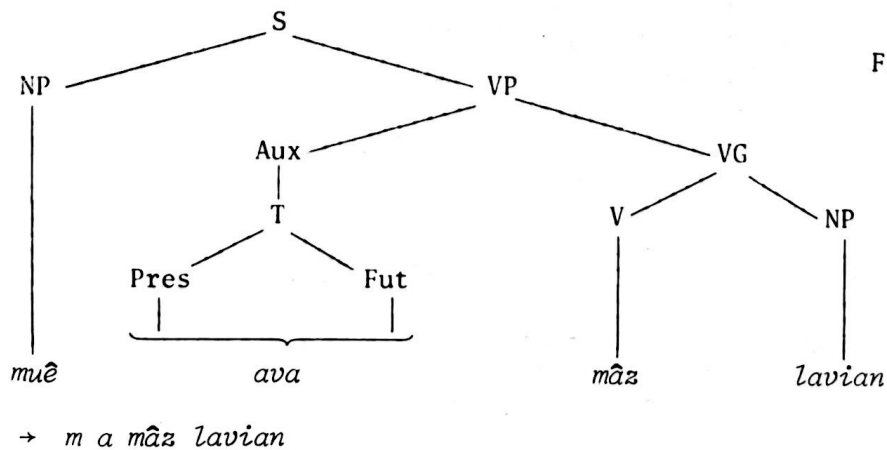 S
F
NP VP
Aux VG
T V NP
Pres Fut
muê ava mâz lavian
→ m a mâz lavian